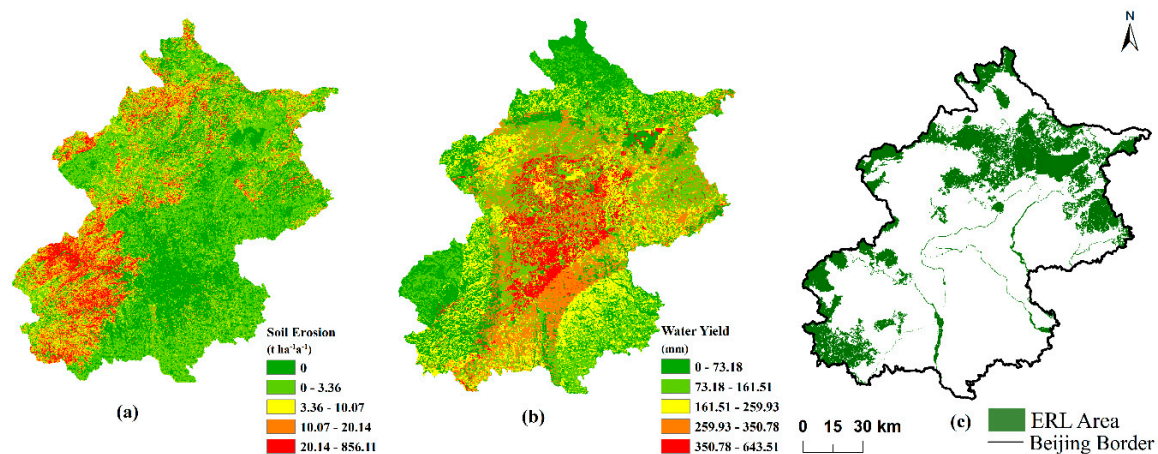 N
Soil Erosion
(t ha⁻¹a⁻¹)
0
0 - 3.36
3.36 - 10.07
10.07 - 20.14
20.14 - 856.11
(a)
Water Yield
(mm)
0 - 73.18
73.18 - 161.51
161.51 - 259.93
259.93 - 350.78
350.78 - 643.51
(b)
0 15 30 km
(c)
ERL Area
Beijing Border